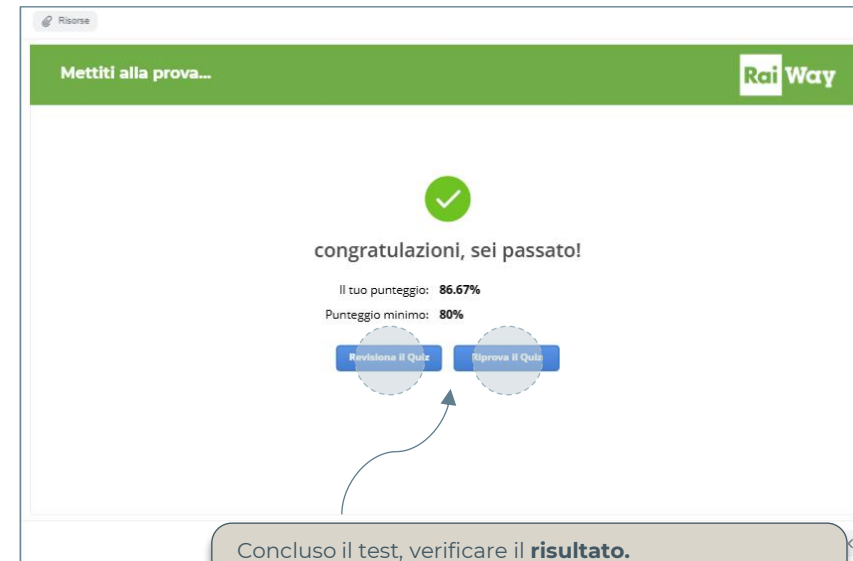 Risorse
Mettiti alla prova...
Rai Way
congratulazioni, sei passato!
Il tuo punteggio: 86.67%
Punteggio minimo: 80%
Revisiona il Quiz Riprova il Quiz
Concluso il test, verificare il risultato.